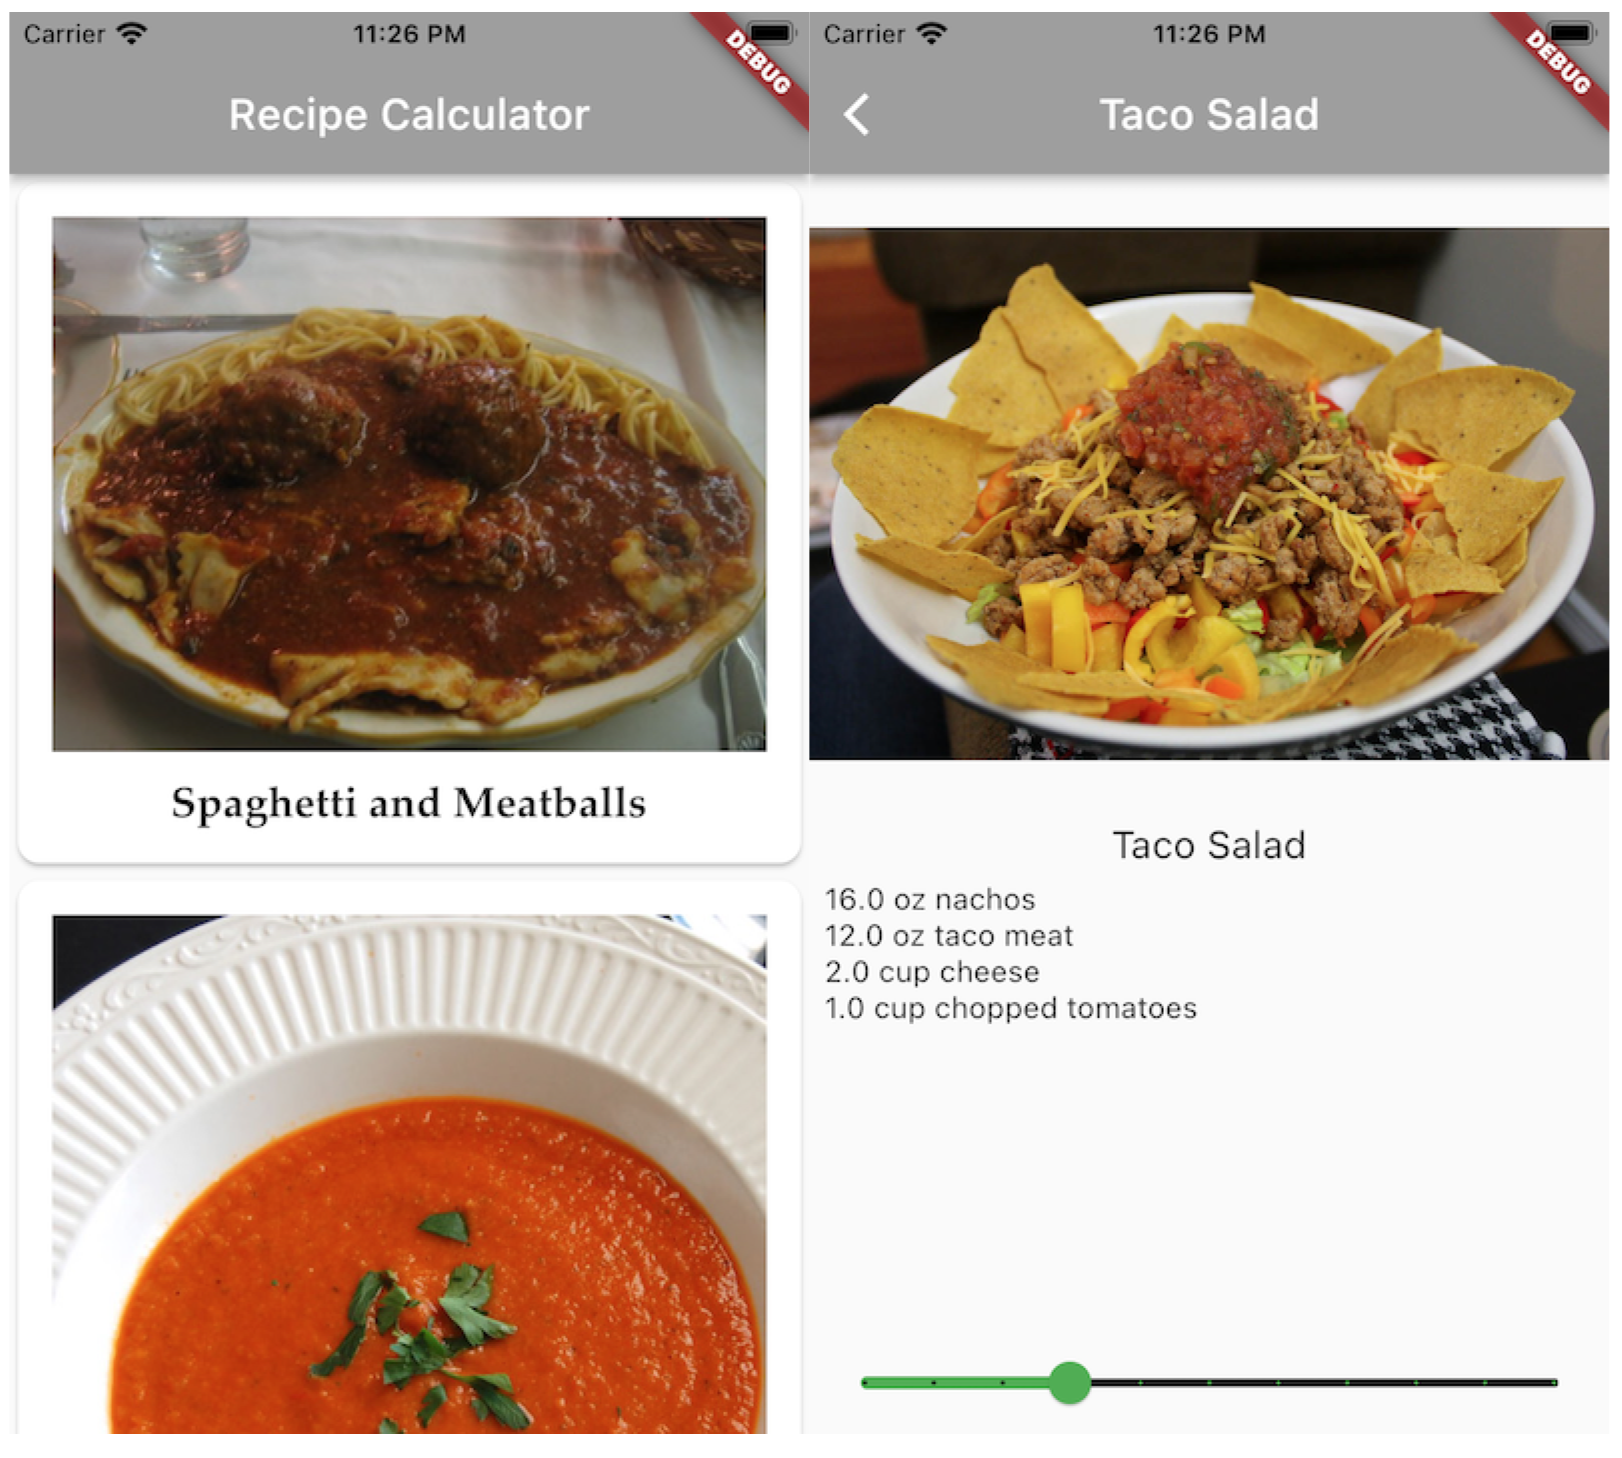 Carrier 11:26 PM
DEBUG
Recipe Calculator
Spaghetti and Meatballs
Carrier 11:26 PM
DEBUG
Taco Salad
Taco Salad
16.0 oz nachos
12.0 oz taco meat
2.0 cup cheese
1.0 cup chopped tomatoes